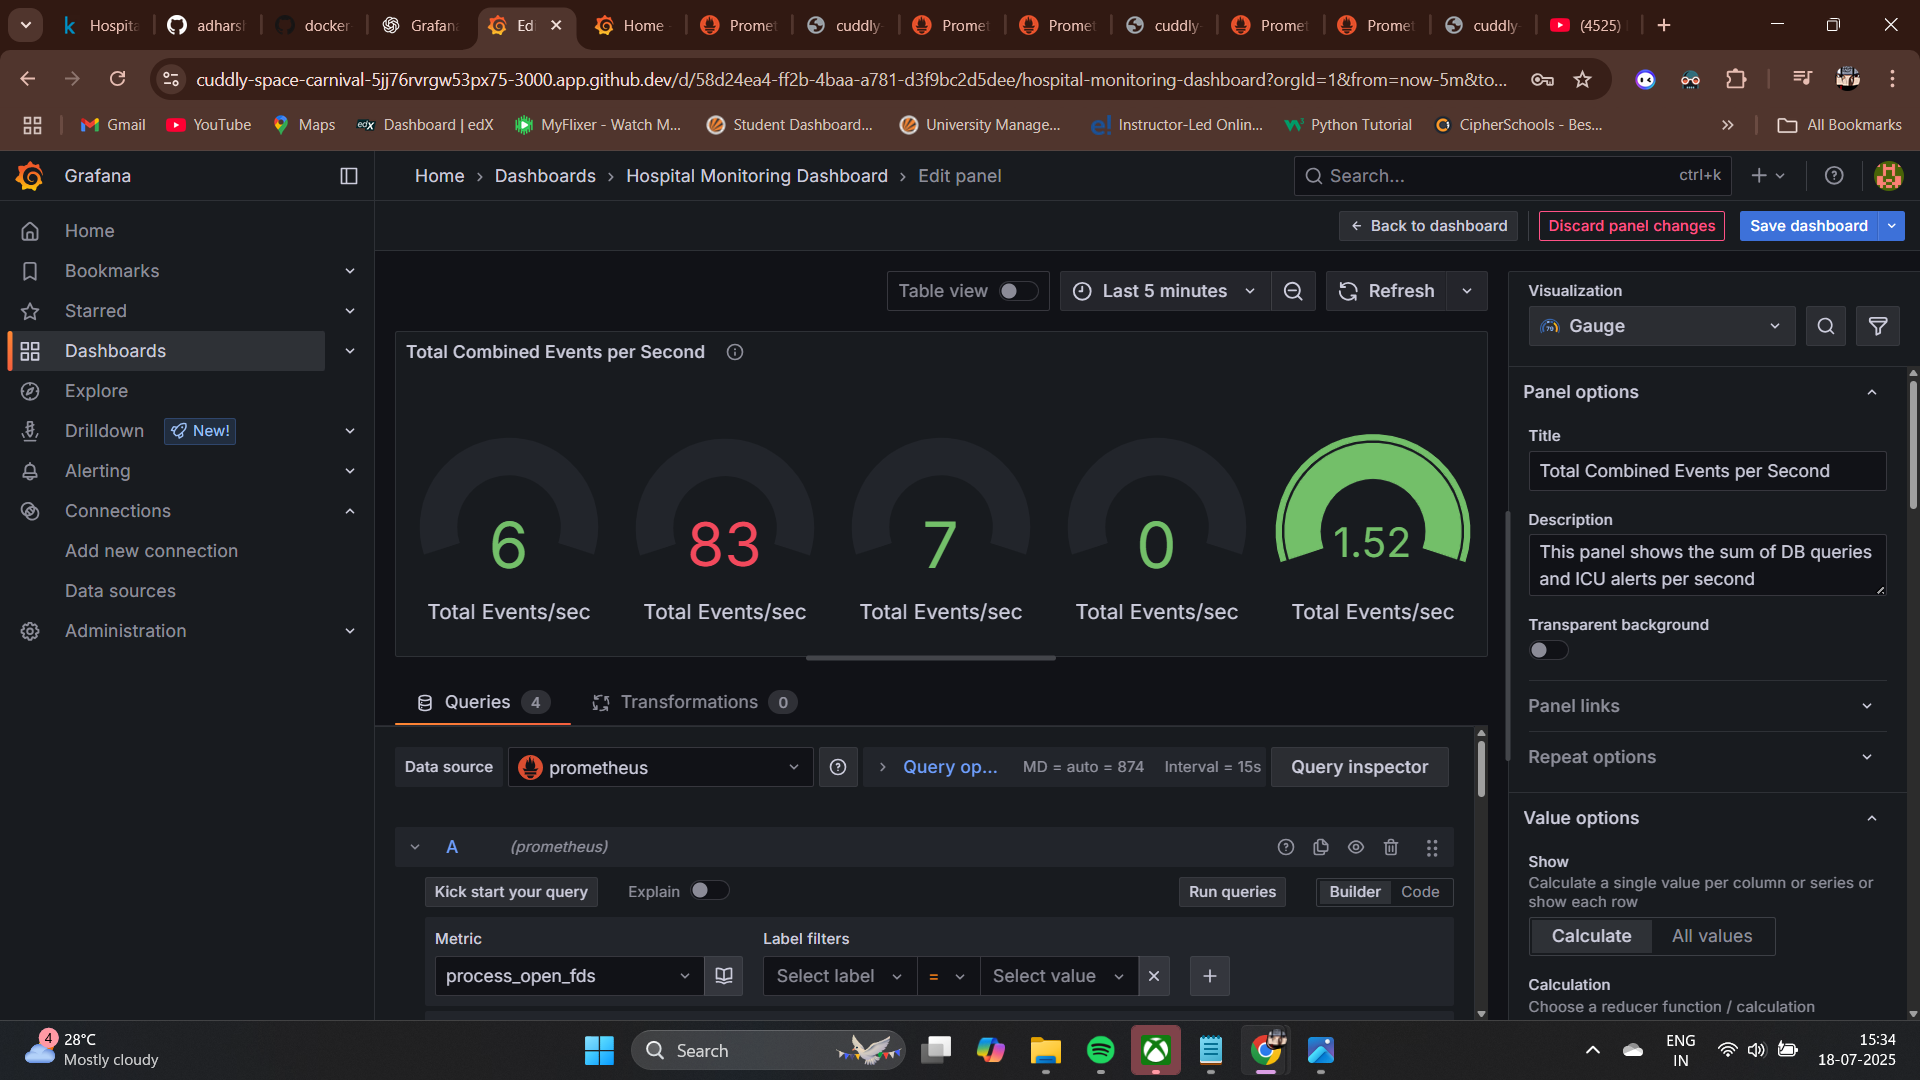 Hospita
adharsh
docker
Grafana
Edi
Home -
Promet
cuddly-
Promet
Promet
cuddly-
Promet
Promet
cuddly-
(4525)
cuddly-space-carnival-5jj76rvrgw53px75-3000.app.github.dev/d/58d24ea4-ff2b-4baa-a781-d3f9bc2d5dee/hospital-monitoring-dashboard?orgId=1&from=now-5m&to...
Gmail
YouTube
Maps
edX Dashboard | edX
MyFlixer - Watch M...
Student Dashboard...
University Manage...
e! Instructor-Led Onlin...
Python Tutorial
CipherSchools - Bes...
All Bookmarks
Grafana
Home › Dashboards › Hospital Monitoring Dashboard › Edit panel
Search...
ctrl+k
Back to dashboard
Discard panel changes
Save dashboard
Home
Bookmarks
Starred
Dashboards
Explore
Drilldown
New!
Alerting
Connections
Add new connection
Data sources
Administration
Table view
Last 5 minutes
Refresh
Total Combined Events per Second
6
83
7
0
1.52
Total Events/sec
Total Events/sec
Total Events/sec
Total Events/sec
Total Events/sec
Queries 4
Transformations 0
Data source
prometheus
Query op...
MD = auto = 874
Interval = 15s
Query inspector
A
(prometheus)
Kick start your query
Explain
Run queries
Builder
Code
Metric
Label filters
process_open_fds
Select label
=
Select value
Visualization
70
Gauge
Panel options
Title
Total Combined Events per Second
Description
This panel shows the sum of DB queries
and ICU alerts per second
Transparent background
Panel links
Repeat options
Value options
Show
Calculate a single value per column or series or
show each row
Calculate
All values
Calculation
Choose a reducer function / calculation
4
28°C
Mostly cloudy
Search
ENG
IN
15:34
18-07-2025